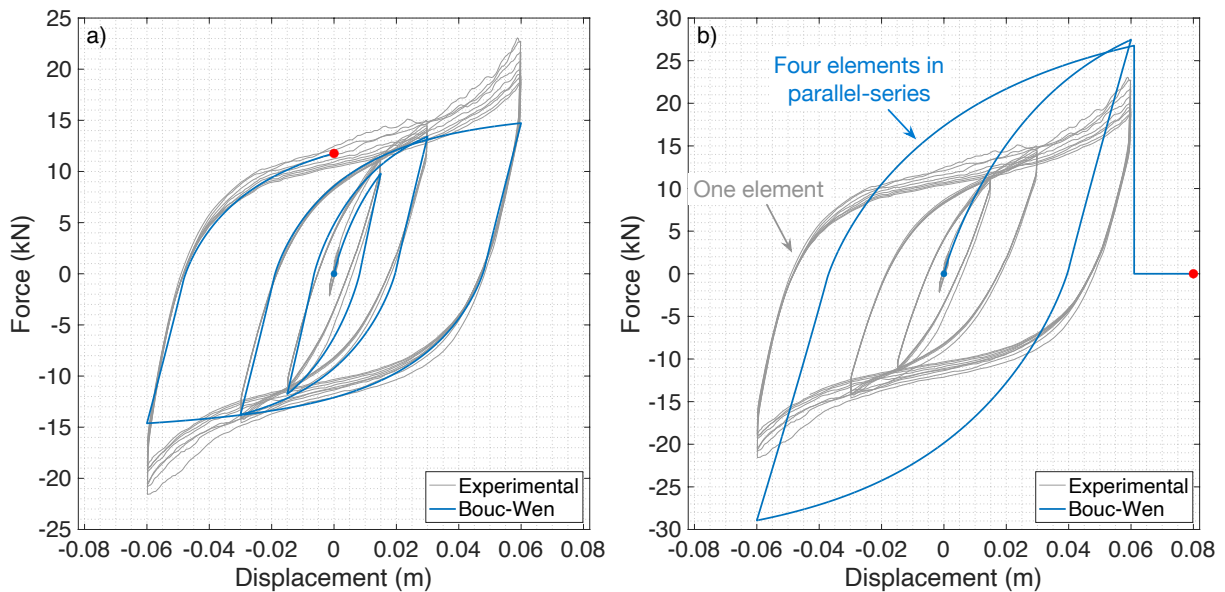 a)
25
20
15
10
5
0
-5
-10
-15
-20
25
-0.08 -0.06 -0.04 -0.02 0 0.02 0.04 0.06 0.08
Force (kN)
Displacement (m)
Experimental
Bouc-Wen
b)
30
25
20
15
10
5
0
-5
-10
-15
-20
-25
-30
-0.08 -0.06 -0.04 -0.02 0 0.02 0.04 0.06 0.08
Force (kN)
Displacement (m)
Four elements in
parallel-series
One element
Experimental
Bouc-Wen